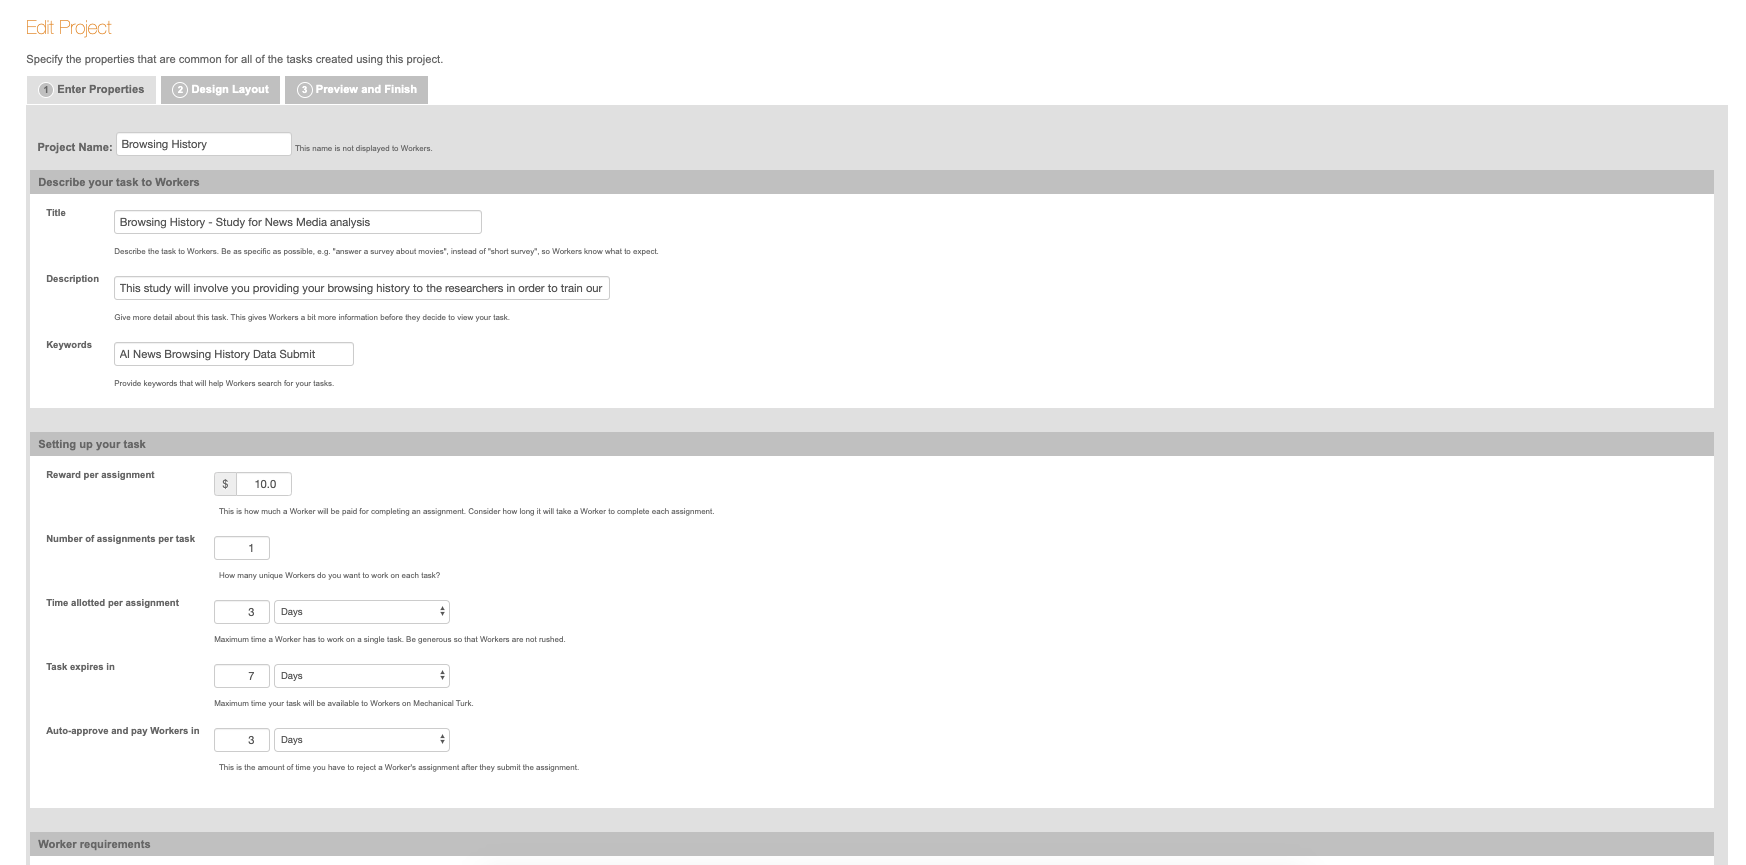 Edit Project
Specify the properties that are common for all of the tasks created using this project.
1 Enter Properties 2 Design Layout 3 Preview and Finish
Project Name: Browsing History This name is not displayed to Workers.
Describe your task to Workers
Title
Browsing History - Study for News Media analysis
Describe the task to Workers. Be as specific as possible, e.g. "answer a survey about movies", instead of "short survey", so Workers know what to expect.
Description
This study will involve you providing your browsing history to the researchers in order to train our
Give more detail about this task. This gives Workers a bit more information before they decide to view your task.
Keywords
AI News Browsing History Data Submit
Provide keywords that will help Workers search for your tasks.
Setting up your task
Reward per assignment
$ 10.0
This is how much a Worker will be paid for completing an assignment. Consider how long it will take a Worker to complete each assignment.
Number of assignments per task
1
How many unique Workers do you want to work on each task?
Time allotted per assignment
3 Days
Maximum time a Worker has to work on a single task. Be generous so that Workers are not rushed.
Task expires in
7 Days
Maximum time your task will be available to Workers on Mechanical Turk.
Auto-approve and pay Workers in
3 Days
This is the amount of time you have to reject a Worker's assignment after they submit the assignment.
Worker requirements